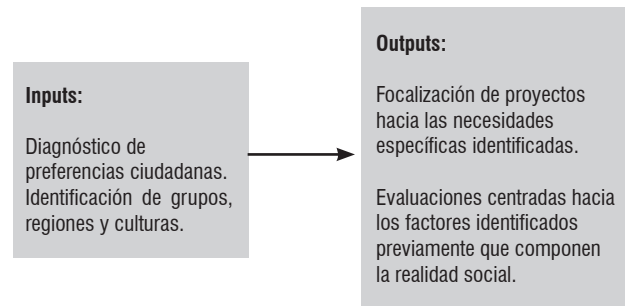 Inputs:
Diagnóstico de
preferencias ciudadanas.
Identificación de grupos,
regiones y culturas.
Outputs:
Focalización de proyectos
hacia las necesidades
específicas identificadas.
Evaluaciones centradas hacia
los factores identificados
previamente que componen
la realidad social.